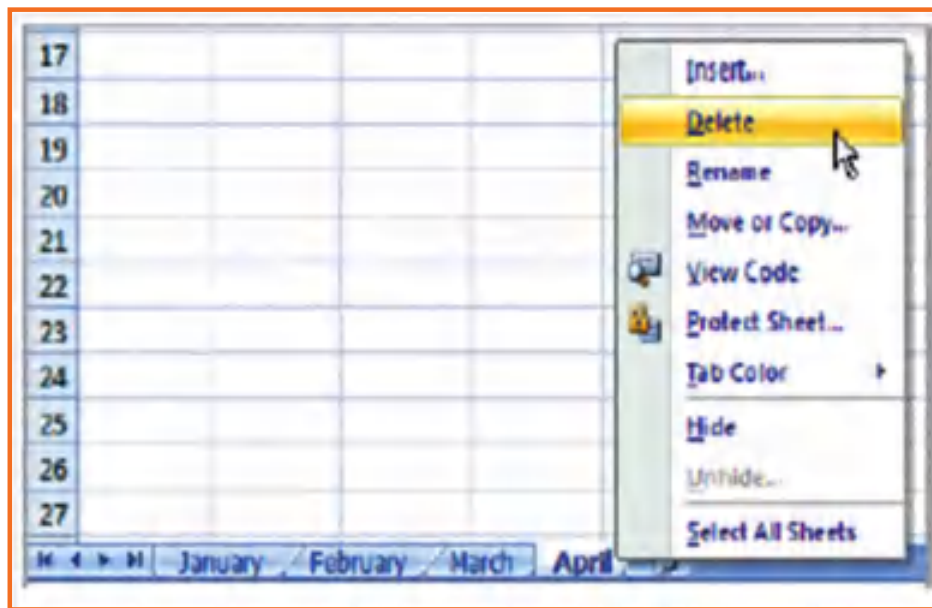 17
18
19
20
21
22
23
24
25
26
27
Insert...
Delete
Rename
Move or Copy...
View Code
Protect Sheet...
Tab Color
Hide
Unhide...
Select All Sheets
January February March April